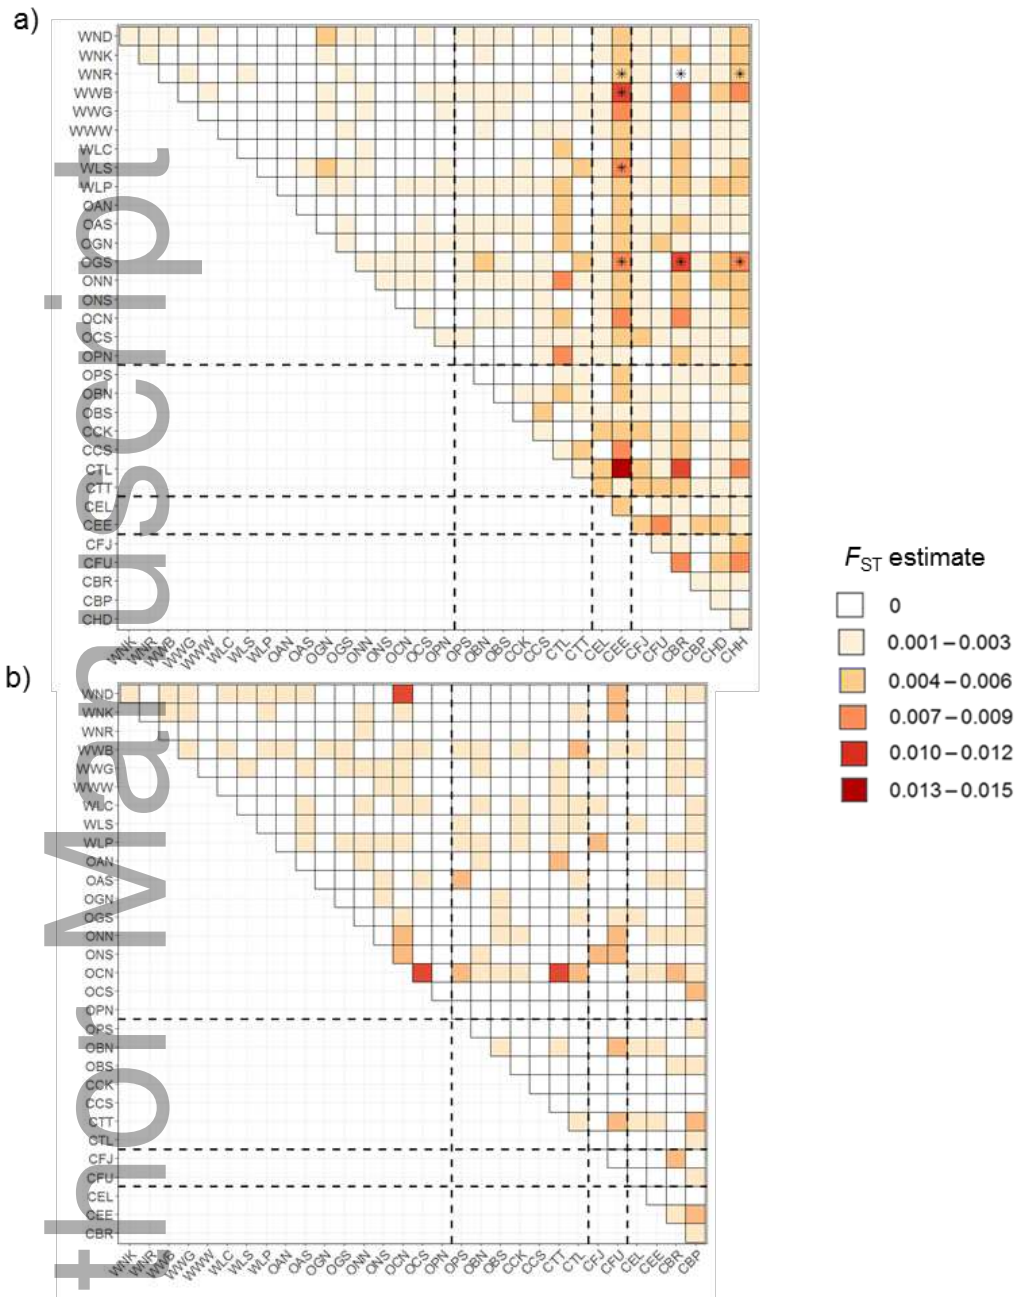 a)
WND
WNK
WNR
WWB
WWG
WWW
WLC
WLS
WLP
OAN
OAS
OGN
OGS
ONN
ONS
OCN
OCS
OPN
OPS
OBN
OBS
CCK
CCS
CTL
CTT
CEL
CEE
CFJ
CFU
CBR
CBP
CHD
WNK WNR WWB WWG WWW WLC WLS WLP OAN OAS OGN OGS ONN ONS OCN OCS OPN OPS OBN OBS CCK CCS CTL CTT CEL CEE CFJ CFU CBR CBP CHD CHH
FST estimate
0
0.001 – 0.003
0.004 – 0.006
0.007 – 0.009
0.010 – 0.012
0.013 – 0.015
b)
WND
WNK
WNR
WWB
WWG
WWW
WLC
WLS
WLP
OAN
OAS
OGN
OGS
ONN
ONS
OCN
OCS
OPN
OPS
OBN
OBS
CCK
CCS
CTT
CTL
CFJ
CFU
CEL
CEE
CBR
WNK WNR WWB WWG WWW WLC WLS WLP OAN OAS OGN OGS ONN ONS OCN OCS OPN OPS OBN OBS CCK CCS CTT CTL CFJ CFU CEL CEE CBR CBP
thor Manuscript